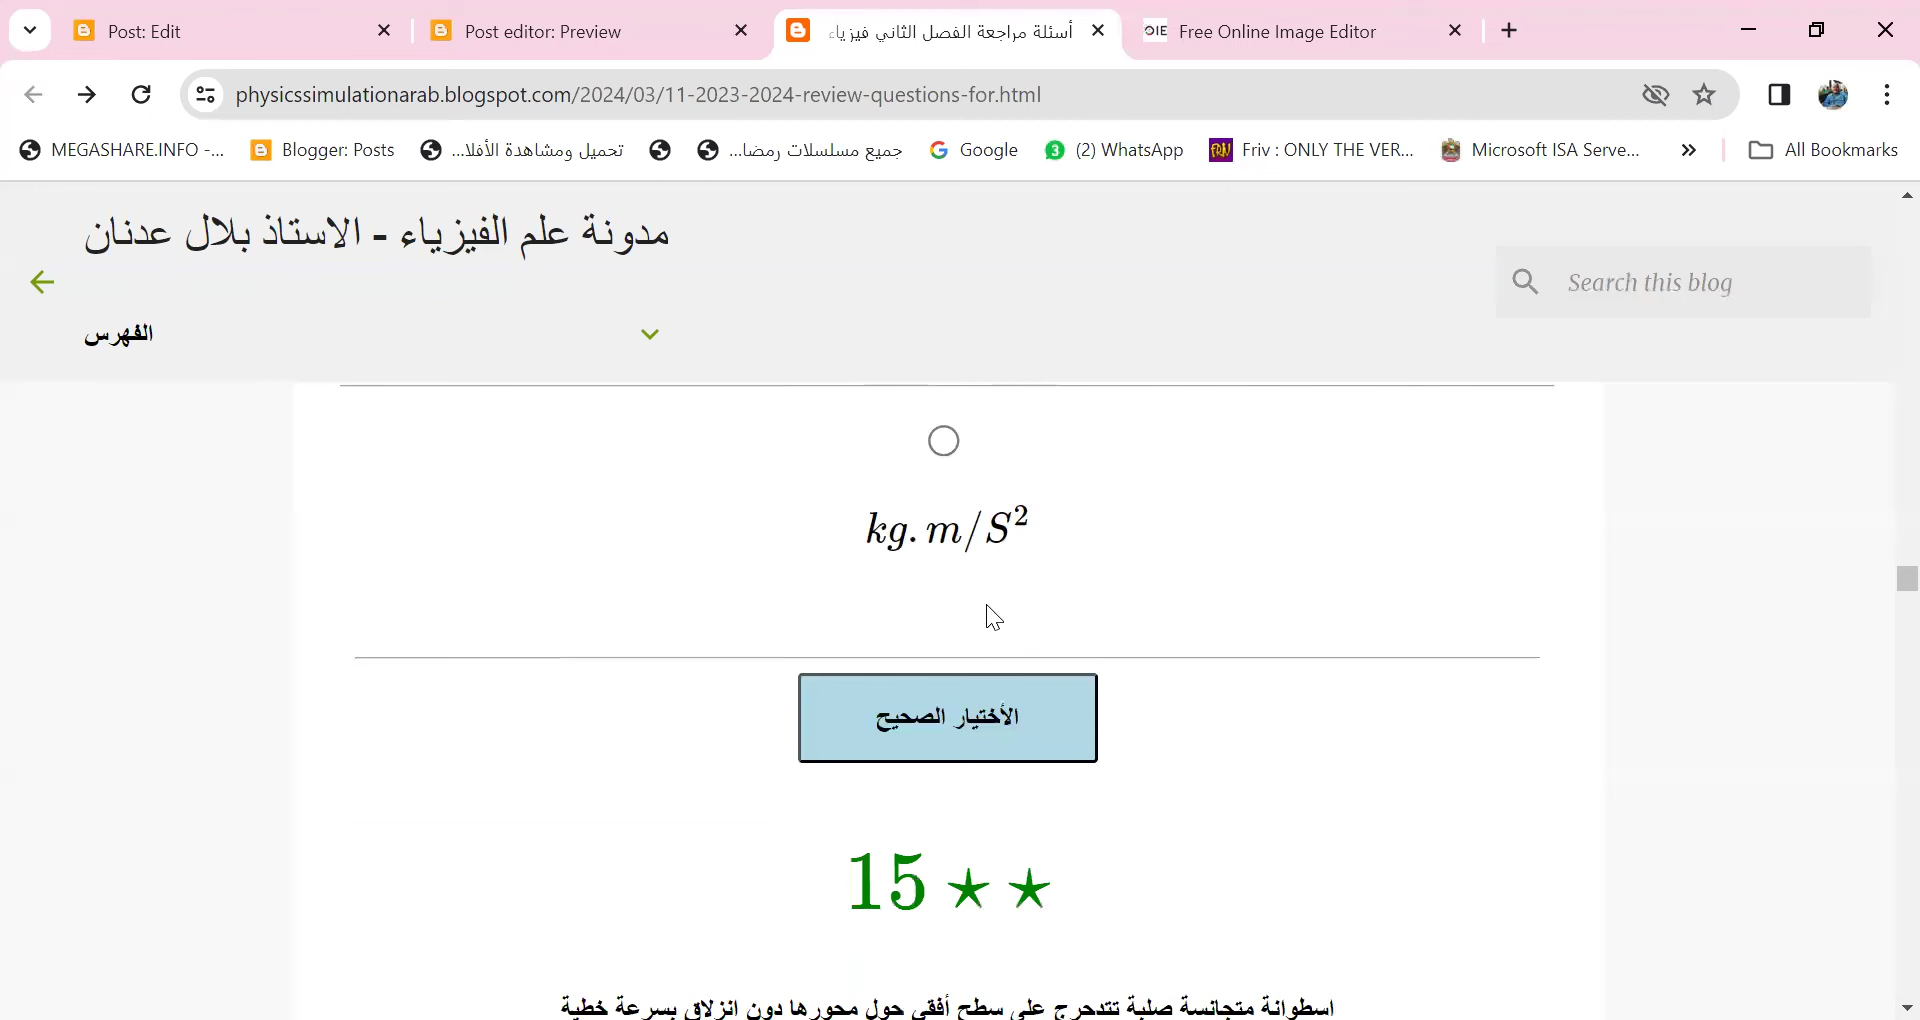 Post: Edit
Post editor: Preview
أسئلة مراجعة الفصل الثاني فيزياء
Free Online Image Editor
physicssimulationarab.blogspot.com/2024/03/11-2023-2024-review-questions-for.html
MEGASHARE.INFO -...
Blogger: Posts
تحميل ومشاهدة الأفلا...
جميع مسلسلات رمضا...
Google
(2) WhatsApp
Friv : ONLY THE VER...
Microsoft ISA Serve...
All Bookmarks
مدونة علم الفيزياء - الاستاذ بلال عدنان
Search this blog
الفهرس
kg.m/S²
الأختيار الصحيح
15 ★ ★
اسطوانة متجانسة صلبة تتدحرج على سطح أفقي حول محورها دون انزلاق بسرعة خطية